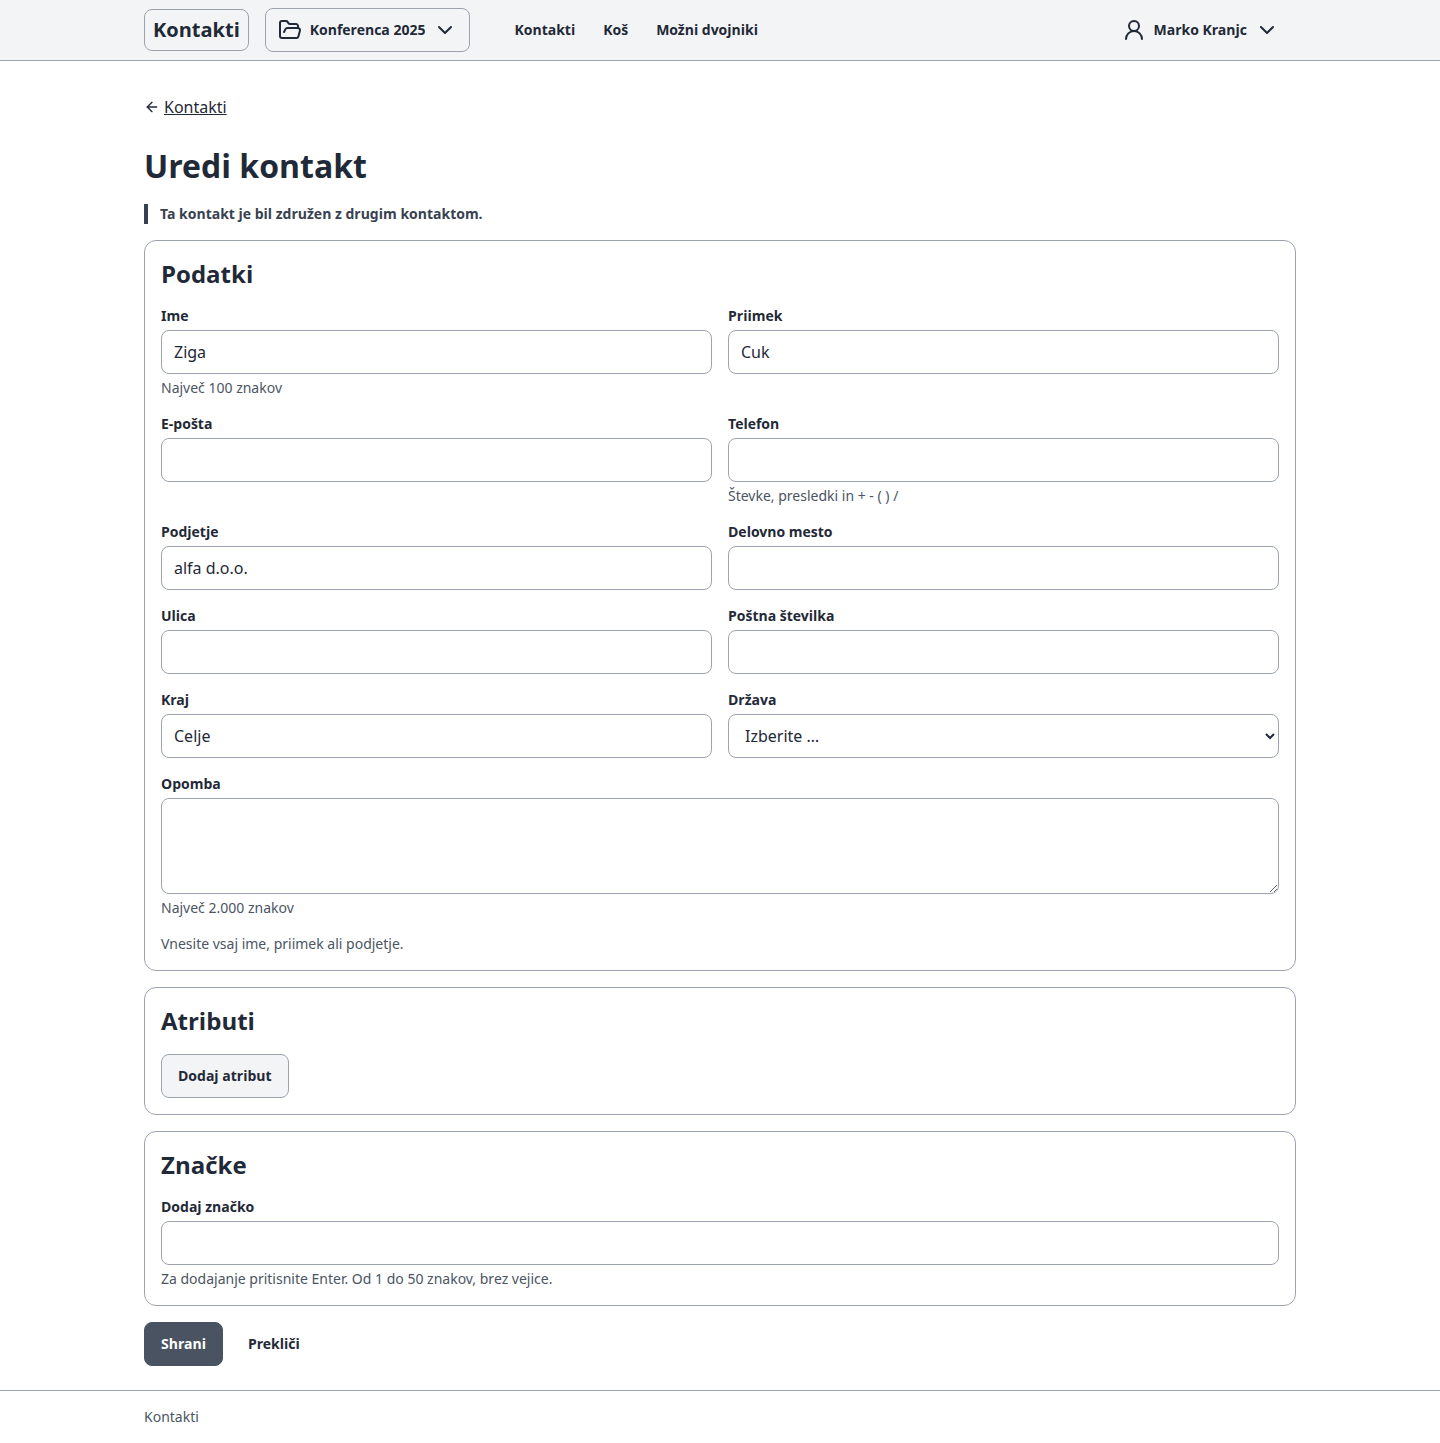 Kontakti
Konferenca 2025
Kontakti
Koš
Možni dvojniki
Marko Kranjc
Kontakti
Uredi kontakt
Ta kontakt je bil združen z drugim kontaktom.
Podatki
Ime
Priimek
Ziga
Cuk
Največ 100 znakov
E-pošta
Telefon
Števke, presledki in + - ( ) /
Podjetje
Delovno mesto
alfa d.o.o.
Ulica
Poštna številka
Kraj
Država
Celje
Izberite ...
Opomba
Največ 2.000 znakov
Vnesite vsaj ime, priimek ali podjetje.
Atributi
Dodaj atribut
Značke
Dodaj značko
Za dodajanje pritisnite Enter. Od 1 do 50 znakov, brez vejice.
Shrani
Prekliči
Kontakti